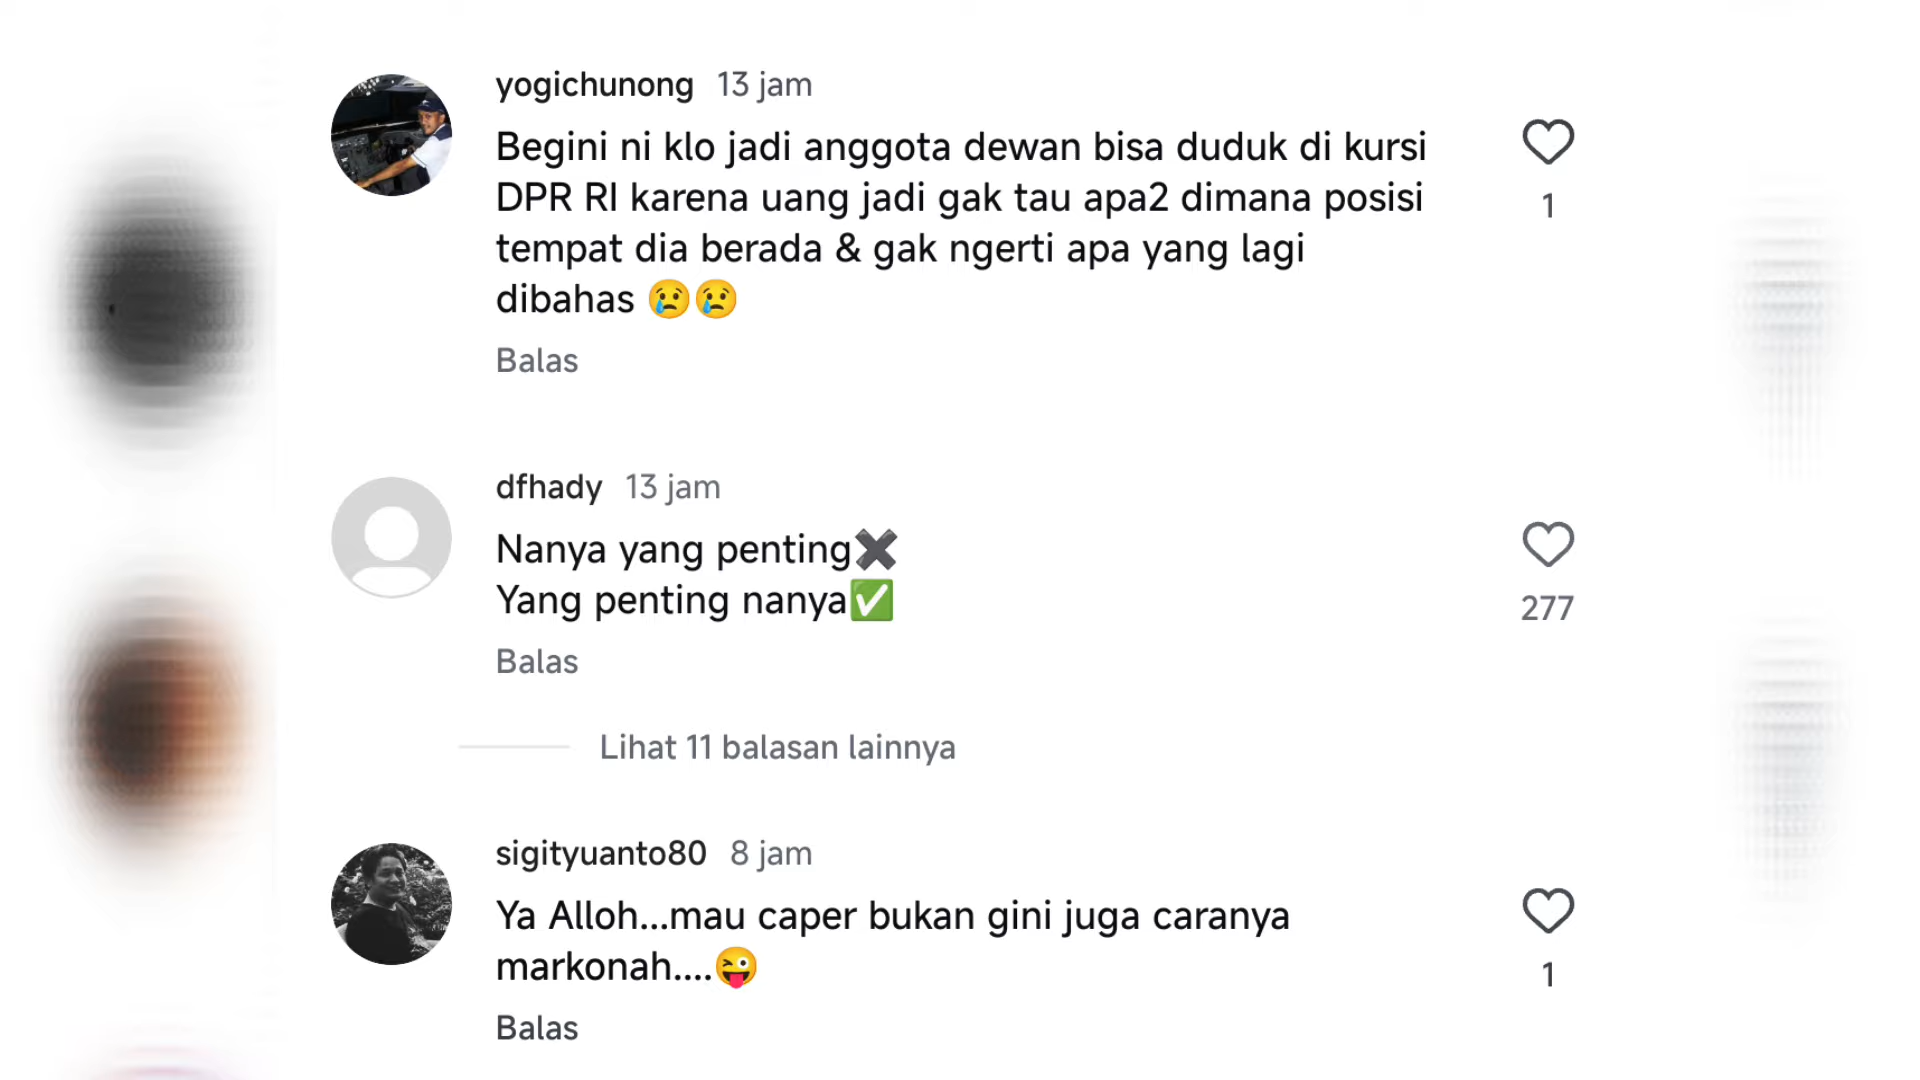 yogichunong 13 jam
Begini ni klo jadi anggota dewan bisa duduk di kursi
DPR RI karena uang jadi gak tau apa2 dimana posisi
tempat dia berada & gak ngerti apa yang lagi
dibahas 😢😢
1
Balas
dfhady 13 jam
Nanya yang penting✖️
Yang penting nanya✅
277
Balas
Lihat 11 balasan lainnya
sigityuanto80 8 jam
Ya Alloh...mau caper bukan gini juga caranya
markonah....😜
1
Balas